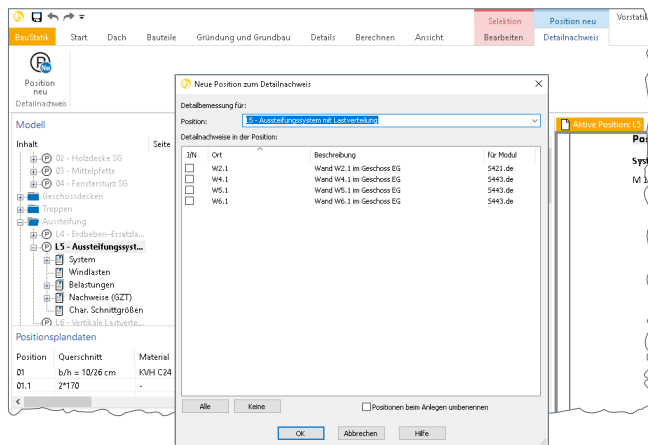 Selektion
Position neu
Vorstatik
BauStatik
Start
Dach
Bauteile
Gründung und Grundbau
Details
Berechnen
Ansicht
Bearbeiten
Detailnachweis
Position
neu
Detailnachweis
Modell
Inhalt
Seite
02 - Holzdecke SG
03 - Mittelpfette
04 - Fenstersturz SG
Geschossdecken
Treppen
Aussteifung
L4 - Erdbeben-Ersatzla...
L5 - Aussteifungssyst...
System
Windlasten
Belastungen
Nachweise (GZT)
Char. Schnittgrößen
L6 - Vertikale Lastverte...
Positionsplandaten
Position Querschnitt Material
01 b/h = 10/26 cm KVH C24
01.1 2*170 -
Neue Position zum Detailnachweis
Detailbemessung für:
Position: L5 - Aussteifungssystem mit Lastverteilung
Detailnachweise in der Position:
J/N Ort Beschreibung für Modul
W2.1 Wand W2.1 im Geschoss EG S421.de
W4.1 Wand W4.1 im Geschoss EG S443.de
W5.1 Wand W5.1 im Geschoss EG S443.de
W6.1 Wand W6.1 im Geschoss EG S443.de
Alle
Keine
Positionen beim Anlegen umbenennen
OK
Abbrechen
Hilfe
Aktive Position: L5
Pos
Syst